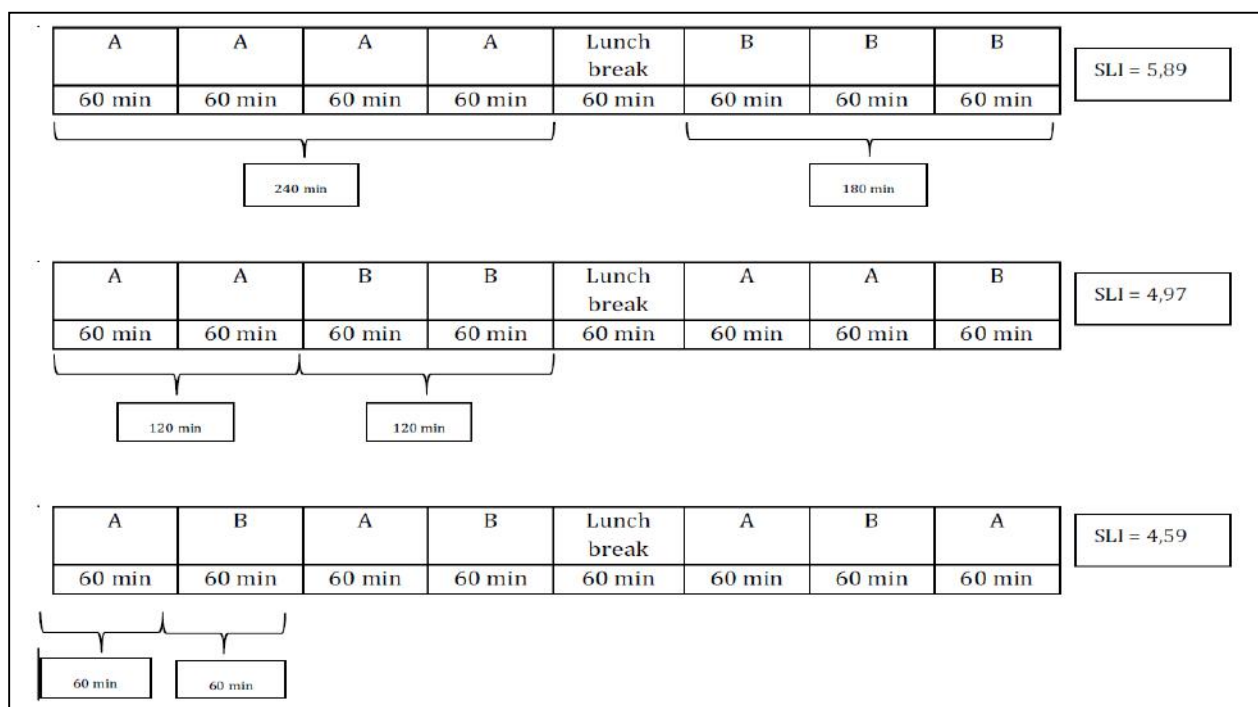 A A A A Lunch break B B B
60 min 60 min 60 min 60 min 60 min 60 min 60 min 60 min
SLI = 5,89
240 min 180 min
A A B B Lunch break A A B
60 min 60 min 60 min 60 min 60 min 60 min 60 min 60 min
SLI = 4,97
120 min 120 min
A B A B Lunch break A B A
60 min 60 min 60 min 60 min 60 min 60 min 60 min 60 min
SLI = 4,59
60 min 60 min